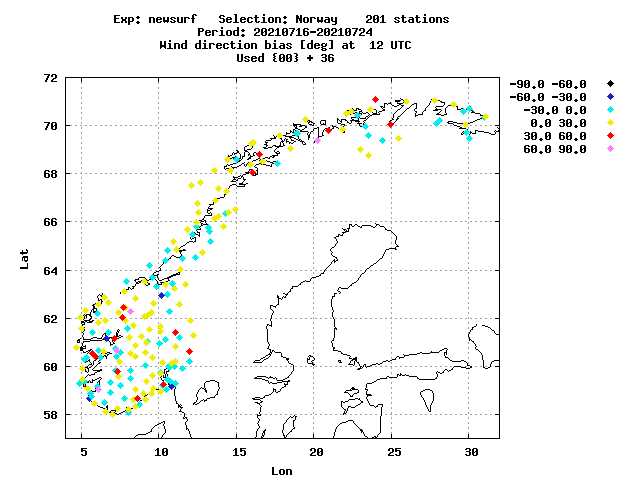 Exp: newsurf Selection: Norway 201 stations
Period: 20210716-20210724
Wind direction bias [deg] at 12 UTC
Used {00} + 36
72
70
68
66
64
62
60
58
Lat
5 10 15 20 25 30
Lon
-90.0 -60.0
-60.0 -30.0
-30.0 0.0
0.0 30.0
30.0 60.0
60.0 90.0